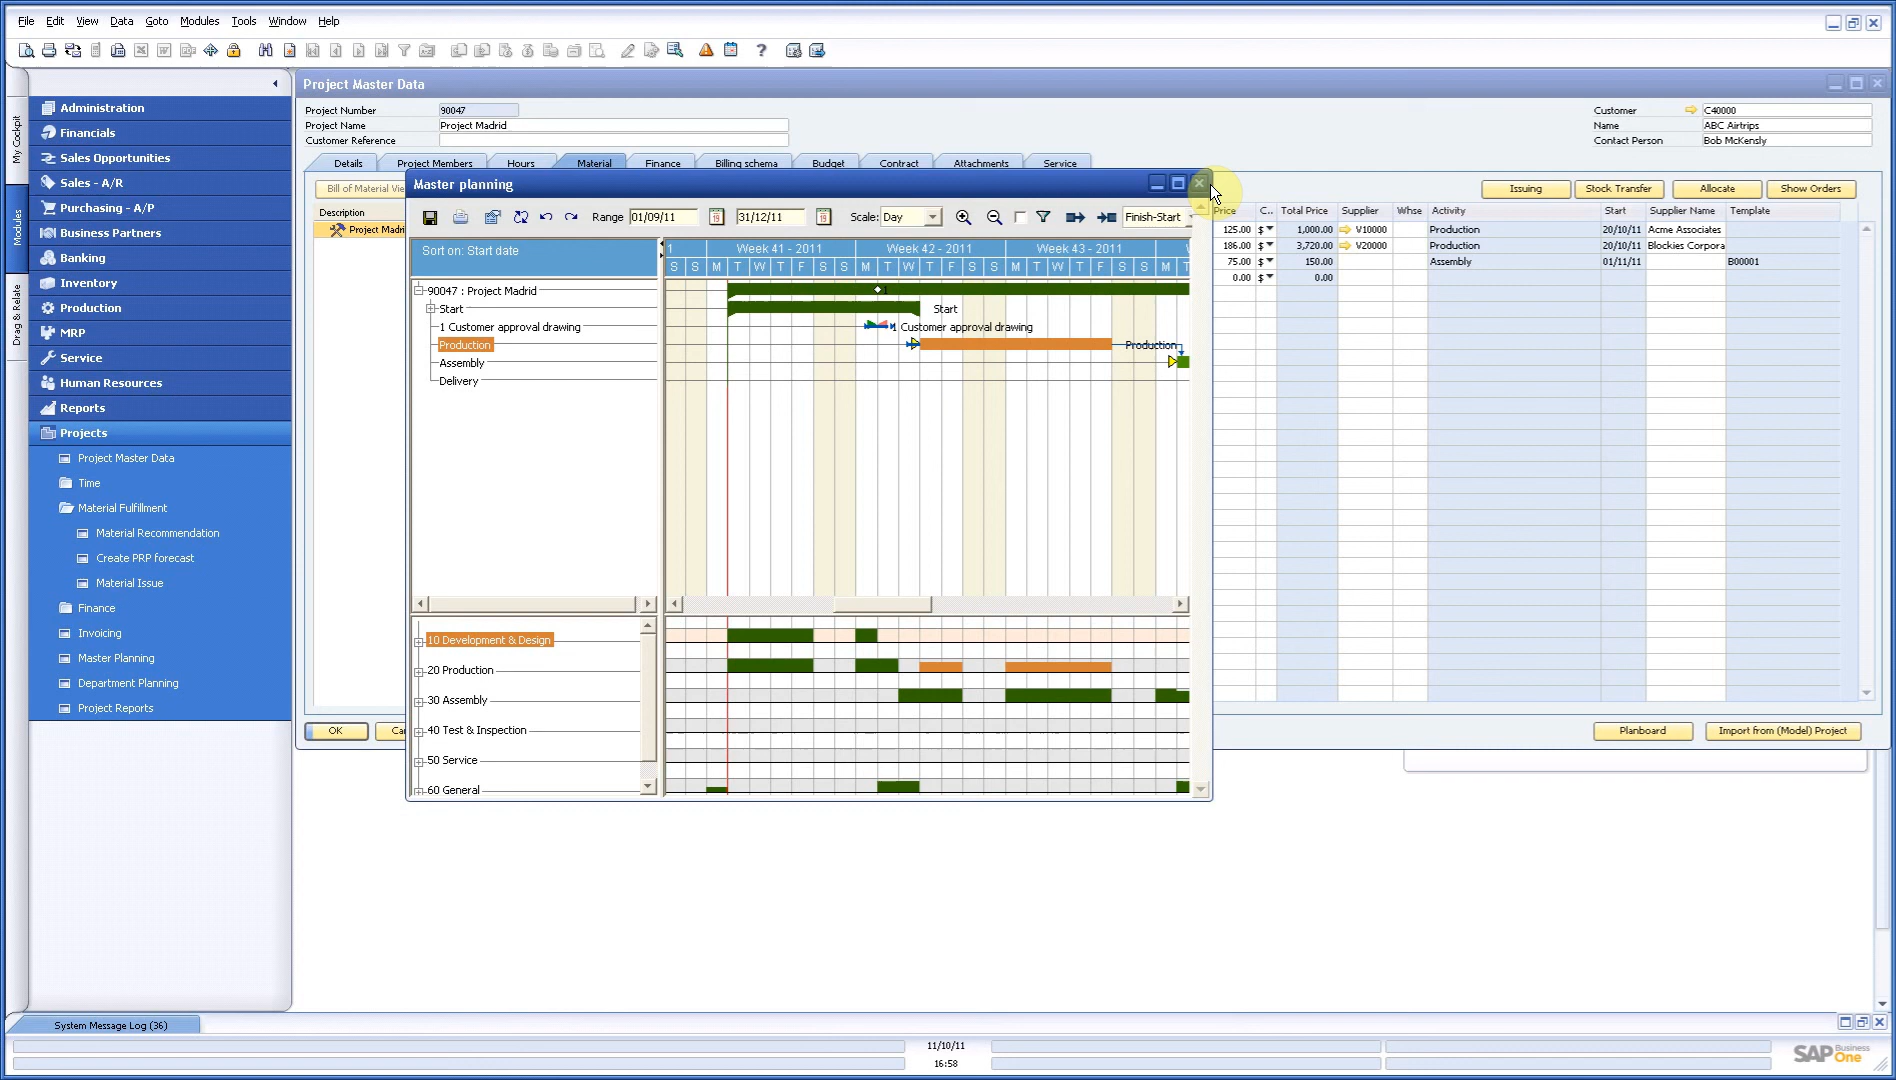 File Edit View Data Goto Modules Tools Window Help
Project Master Data
Project Number 90047
Project Name Project Madrid
Customer Reference
Customer C40000
Name ABC Airtrips
Contact Person Bob McKensly
Details Project Members Hours Material Finance Billing schema Budget Contract Attachments Service
Bill of Material Vie
Issuing Stock Transfer Allocate Show Orders
Description
Project Madri
Price C.. Total Price Supplier Whse Activity Start Supplier Name Template
125.00 $ 1,000.00 V10000 Production 20/10/11 Acme Associates
186.00 $ 3,720.00 V20000 Production 20/10/11 Blockies Corpora
75.00 $ 150.00 Assembly 01/11/11 B00001
0.00 $ 0.00
My Cockpit
Modules
Drag & Relate
Administration
Financials
Sales Opportunities
Sales - A/R
Purchasing - A/P
Business Partners
Banking
Inventory
Production
MRP
Service
Human Resources
Reports
Projects
Project Master Data
Time
Material Fulfillment
Material Recommendation
Create PRP forecast
Material Issue
Finance
Invoicing
Master Planning
Department Planning
Project Reports
Master planning
Range 01/09/11 19 31/12/11 19 Scale: Day Finish-Start
Sort on: Start date
1 Week 41 - 2011 Week 42 - 2011 Week 43 - 2011
S S M T W T F S S M T W T F S S M T W T F S S M T
90047 : Project Madrid 1
Start Start
1 Customer approval drawing 1 Customer approval drawing
Production Production
Assembly
Delivery
10 Development & Design
20 Production
30 Assembly
40 Test & Inspection
50 Service
60 General
OK Can
Planboard Import from (Model) Project
System Message Log (36)
11/10/11
16:58
SAP Business One